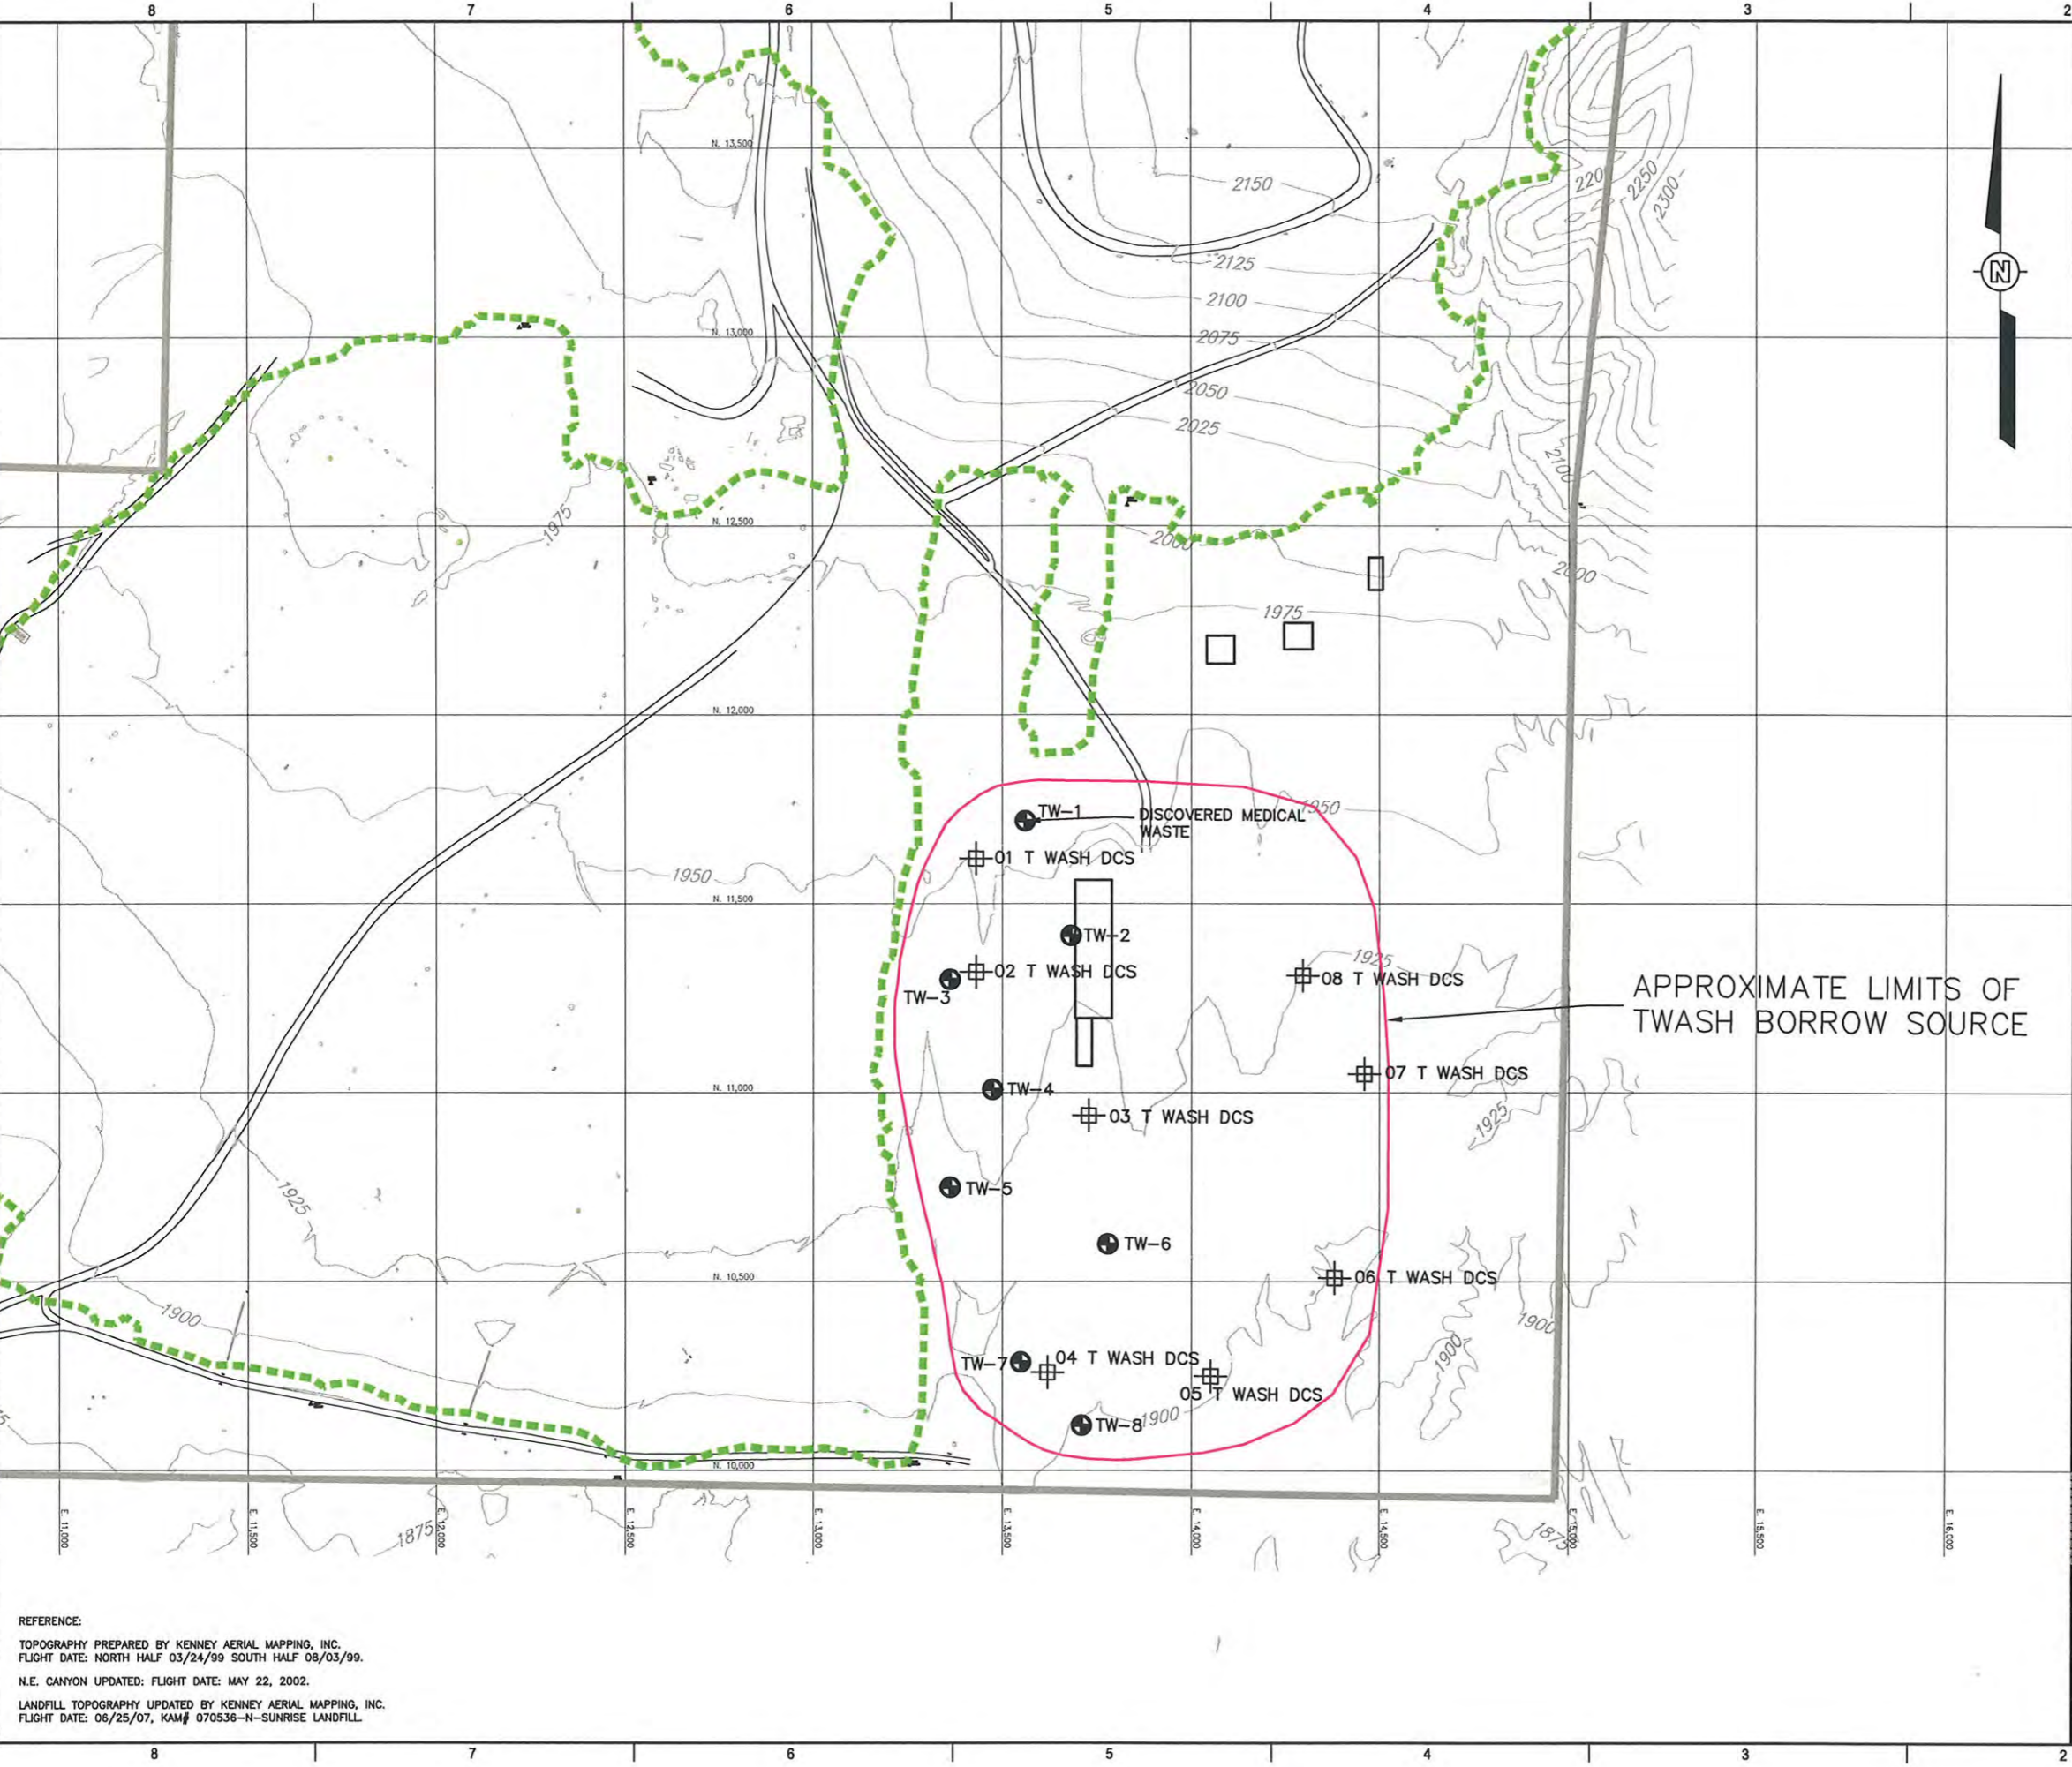 8 7 6 5 4 3 2
N. 13,500
2150
2200
2250
2300
2125
N
2100
N. 13,000
2075
2050
2025
2100
1975
N. 12,500
2000
2000
1975
N. 12,000
TW-1
1950
DISCOVERED MEDICAL
WASTE
01 T WASH DCS
1950
N. 11,500
TW-2
1925
02 T WASH DCS
08 T WASH DCS
TW-3
APPROXIMATE LIMITS OF
TWASH BORROW SOURCE
07 T WASH DCS
N. 11,000
TW-4
03 T WASH DCS
1925
1925
TW-5
TW-6
N. 10,500
06 T WASH DCS
1900
1900
1900
TW-7
04 T WASH DCS
05 T WASH DCS
TW-8
1900
N. 10,000
E. 11,000
E. 11,500
E. 12,000
E. 12,500
E. 13,000
E. 13,500
E. 14,000
E. 14,500
E. 15,000
E. 15,500
E. 16,000
1875
1875
REFERENCE:
TOPOGRAPHY PREPARED BY KENNEY AERIAL MAPPING, INC.
FLIGHT DATE: NORTH HALF 03/24/99 SOUTH HALF 08/03/99.
N.E. CANYON UPDATED: FLIGHT DATE: MAY 22, 2002.
LANDFILL TOPOGRAPHY UPDATED BY KENNEY AERIAL MAPPING, INC.
FLIGHT DATE: 06/25/07, KAM# 070536-N-SUNRISE LANDFILL.
8 7 6 5 4 3 2